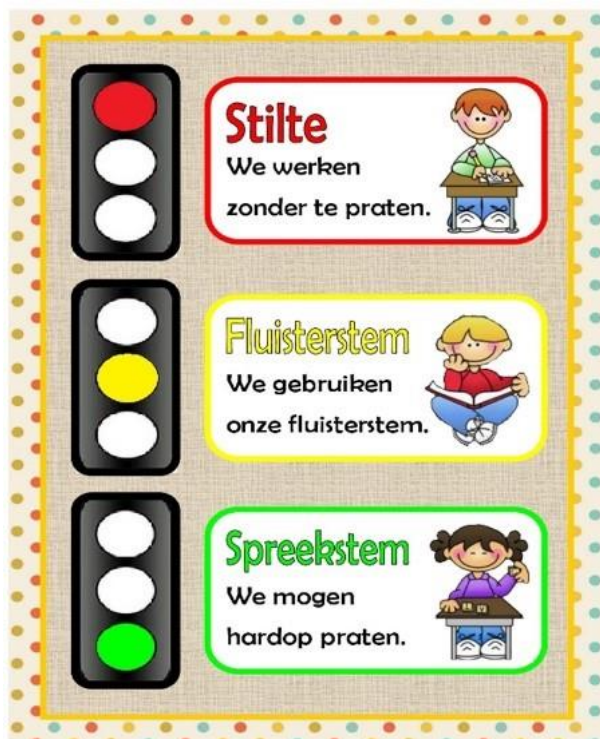 Stilte
We werken
zonder te praten.
Fluisterstem
We gebruiken
onze fluisterstem.
Spreekstem
We mogen
hardop praten.